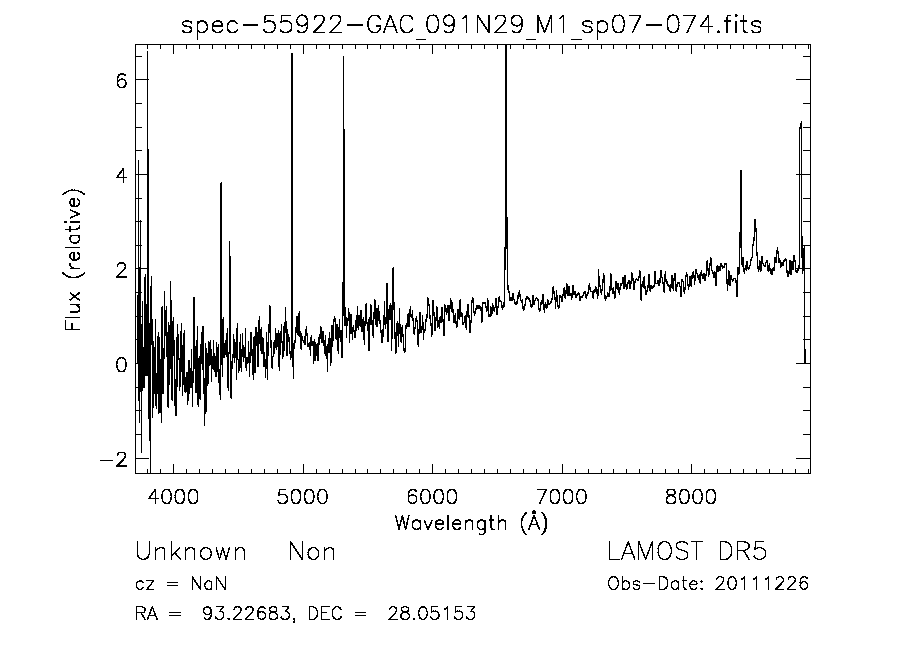 spec-55922-GAC_091N29_M1_sp07-074.fits
6
4
2
0
-2
Flux (relative)
4000 5000 6000 7000 8000
Wavelength (Å)
Unknown Non LAMOST DR5
cz = NaN Obs-Date: 20111226
RA = 93.22683, DEC = 28.05153